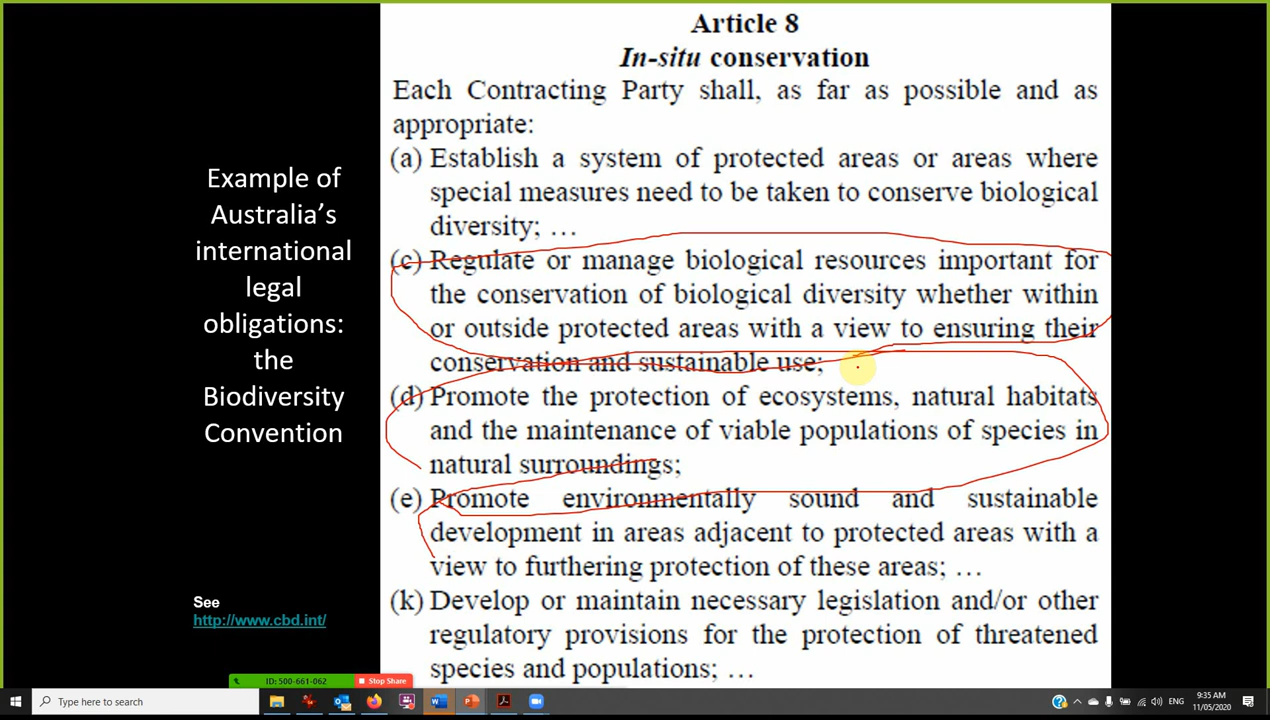 Article 8
In-situ conservation
Each Contracting Party shall, as far as possible and as
appropriate:
(a) Establish a system of protected areas or areas where
special measures need to be taken to conserve biological
diversity; …
(c) Regulate or manage biological resources important for
the conservation of biological diversity whether within
or outside protected areas with a view to ensuring their
conservation and sustainable use;
(d) Promote the protection of ecosystems, natural habitats
and the maintenance of viable populations of species in
natural surroundings;
(e) Promote environmentally sound and sustainable
development in areas adjacent to protected areas with a
view to furthering protection of these areas; …
(k) Develop or maintain necessary legislation and/or other
regulatory provisions for the protection of threatened
species and populations; …
Example of
Australia’s
international
legal
obligations:
the
Biodiversity
Convention
See
http://www.cbd.int/
ID: 500-661-062
Stop Share
Type here to search
9:35 AM
11/05/2020